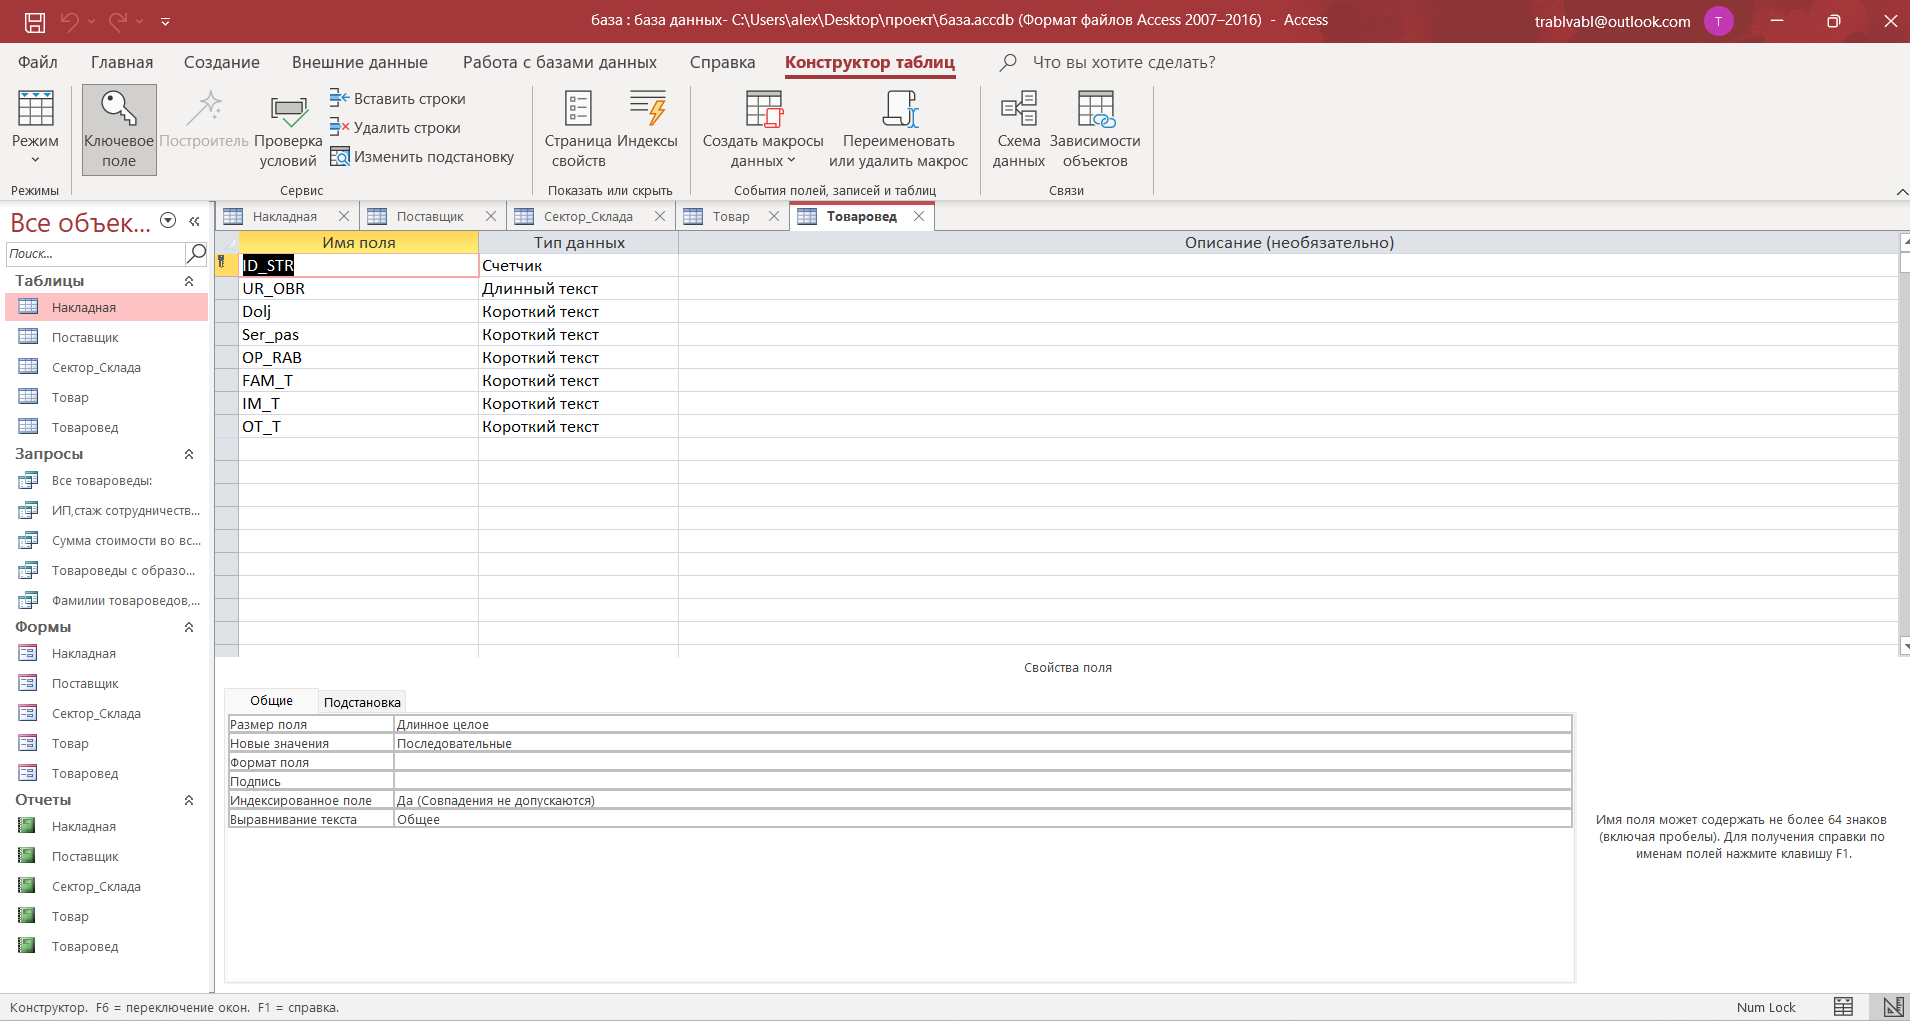 база : база данных- C:\Users\alex\Desktop\проект\база.accdb (Формат файлов Access 2007–2016) - Access
trablvabl@outlook.com
T
Файл
Главная
Создание
Внешние данные
Работа с базами данных
Справка
Конструктор таблиц
Что вы хотите сделать?
Режим
Режимы
Ключевое поле
Построитель
Проверка условий
Вставить строки
Удалить строки
Изменить подстановку
Сервис
Страница свойств
Индексы
Показать или скрыть
Создать макросы данных
Переименовать или удалить макрос
События полей, записей и таблиц
Схема данных
Зависимости объектов
Связи
Все объек...
Поиск...
Таблицы
Накладная
Поставщик
Сектор_Склада
Товар
Товаровед
Запросы
Все товароведы:
ИП,стаж сотрудничеств...
Сумма стоимости во вс...
Товароведы с образо...
Фамилии товароведов,...
Формы
Накладная
Поставщик
Сектор_Склада
Товар
Товаровед
Отчеты
Накладная
Поставщик
Сектор_Склада
Товар
Товаровед
Накладная
Поставщик
Сектор_Склада
Товар
Товаровед
Имя поля Тип данных Описание (необязательно)
ID_STR Счетчик
UR_OBR Длинный текст
Dolj Короткий текст
Ser_pas Короткий текст
OP_RAB Короткий текст
FAM_T Короткий текст
IM_T Короткий текст
OT_T Короткий текст
Свойства поля
Общие
Подстановка
Размер поля Длинное целое
Новые значения Последовательные
Формат поля
Подпись
Индексированное поле Да (Совпадения не допускаются)
Выравнивание текста Общее
Имя поля может содержать не более 64 знаков
(включая пробелы). Для получения справки по
именам полей нажмите клавишу F1.
Конструктор. F6 = переключение окон. F1 = справка.
Num Lock